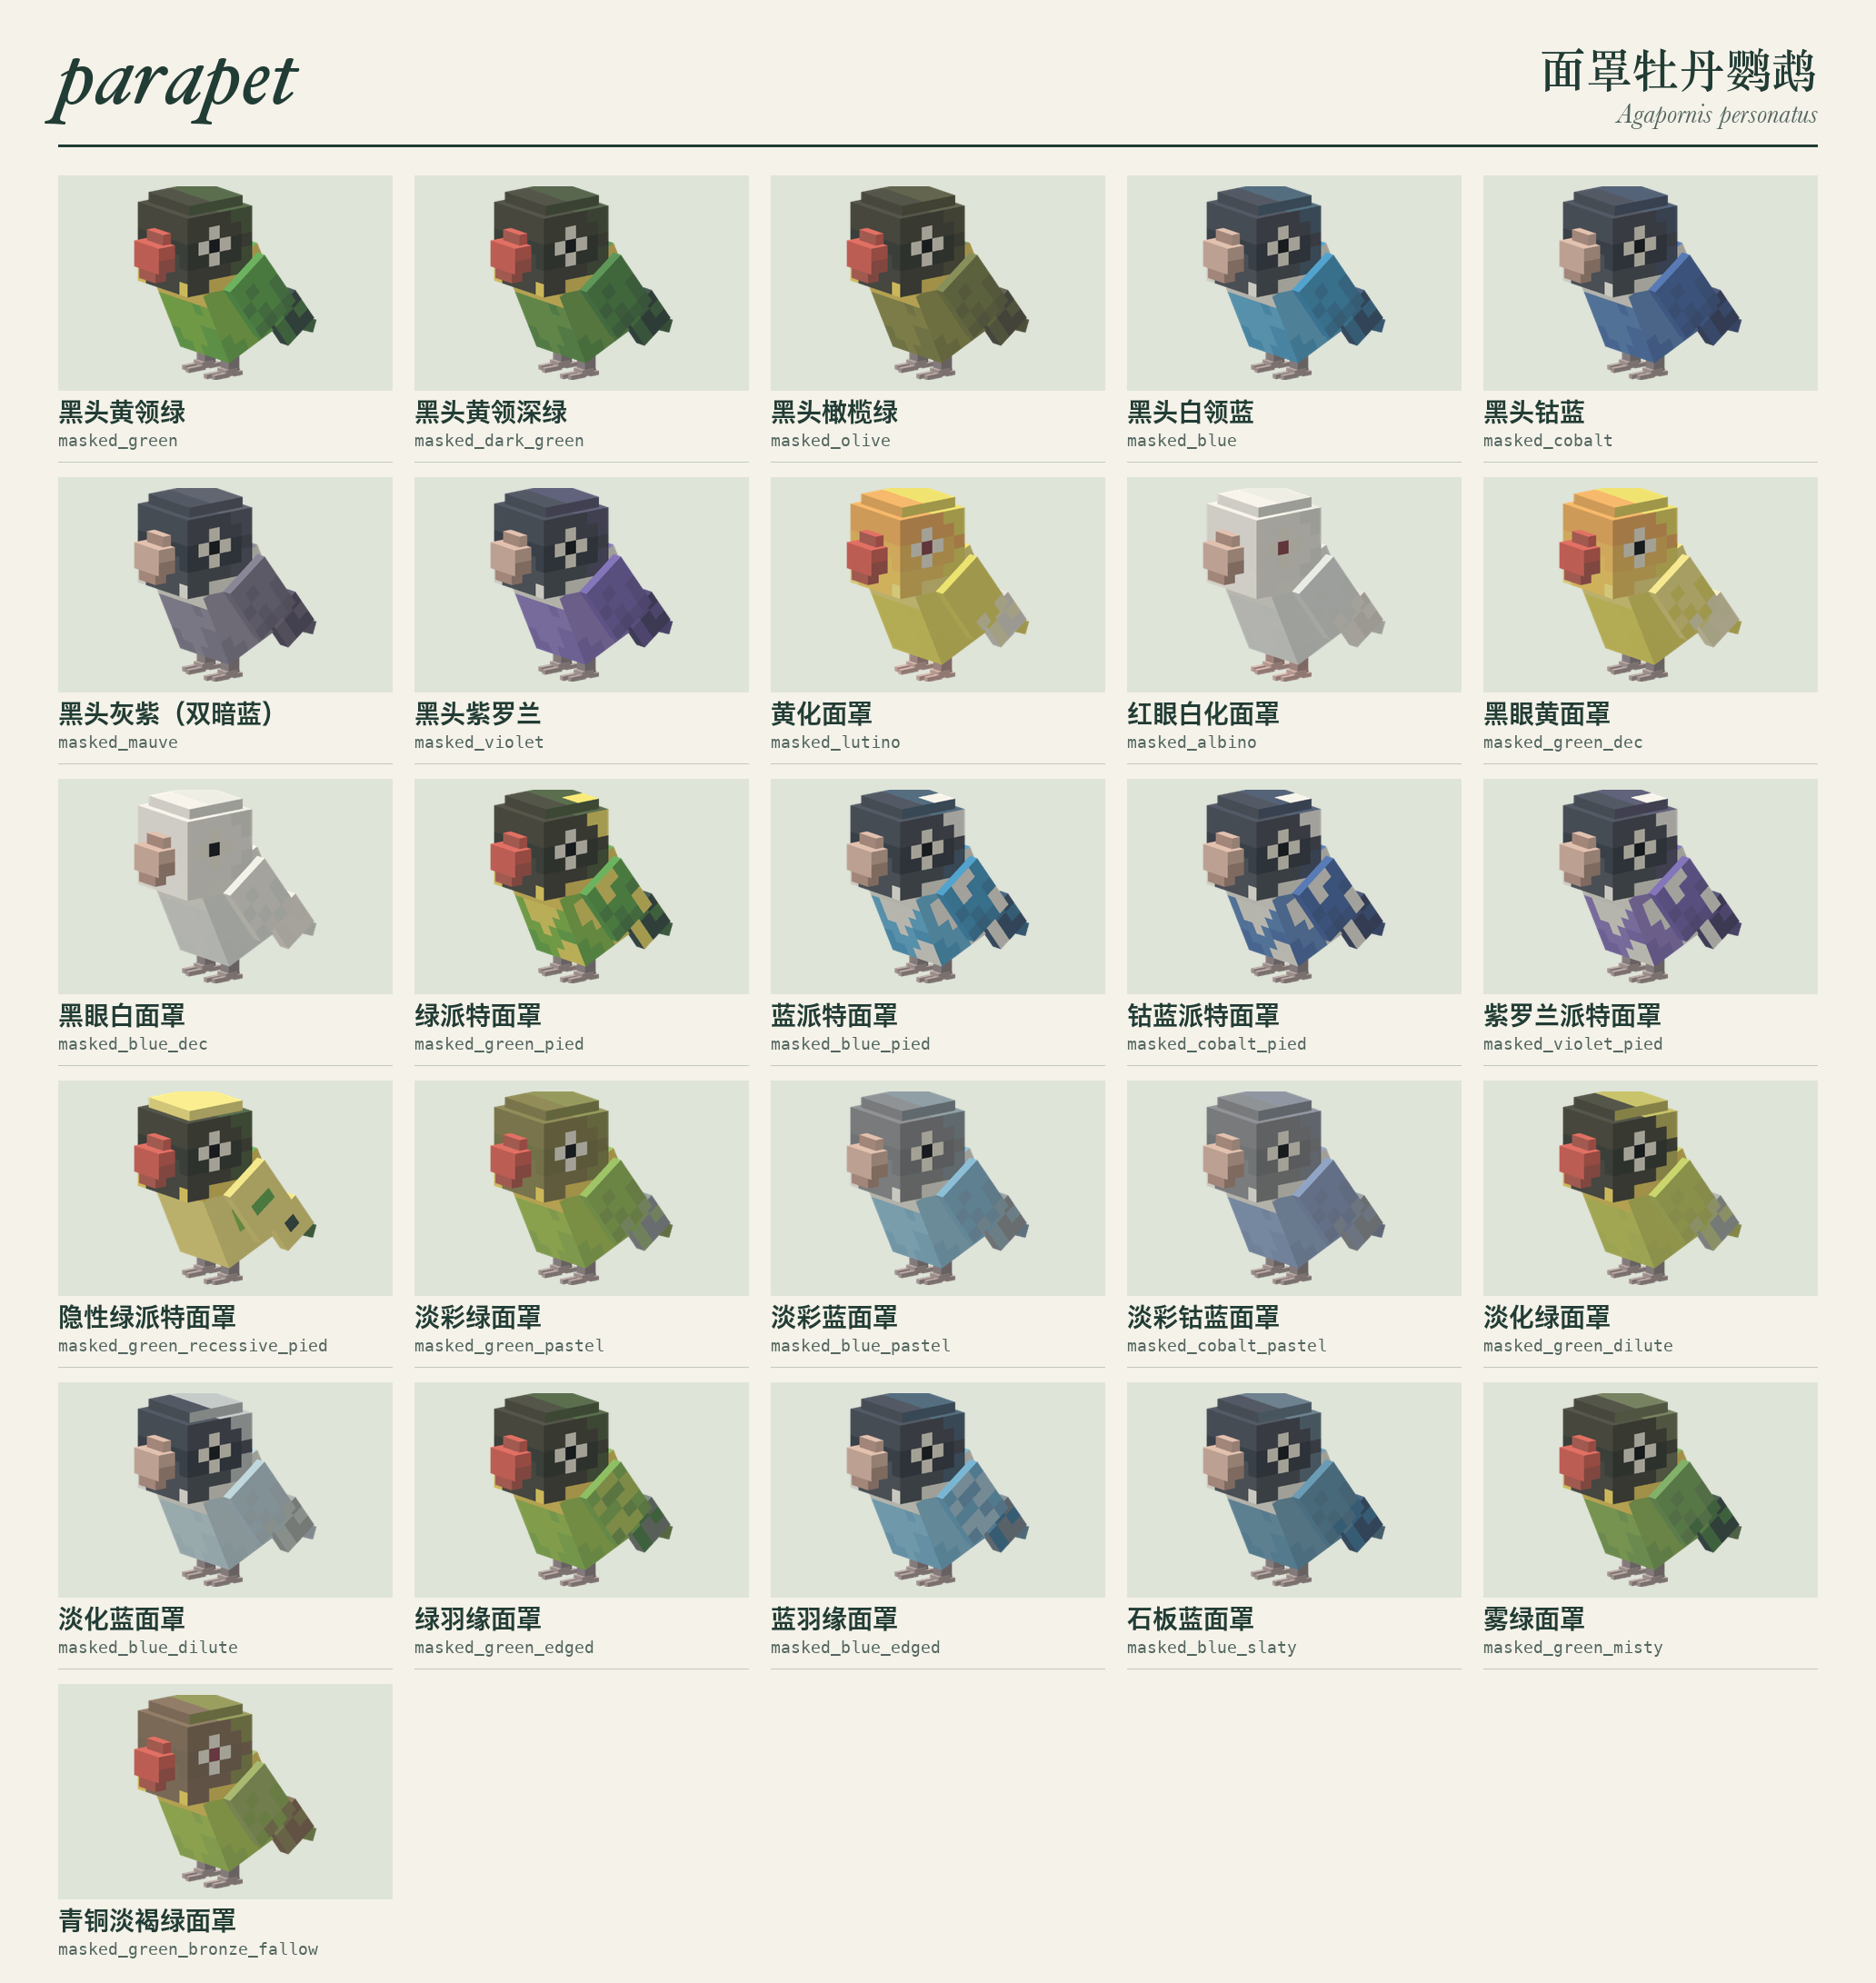 parapet
面罩牡丹鹦鹉
Agapornis personatus
黑头黄领绿
masked_green
黑头黄领深绿
masked_dark_green
黑头橄榄绿
masked_olive
黑头白领蓝
masked_blue
黑头钴蓝
masked_cobalt
黑头灰紫（双暗蓝）
masked_mauve
黑头紫罗兰
masked_violet
黄化面罩
masked_lutino
红眼白化面罩
masked_albino
黑眼黄面罩
masked_green_dec
黑眼白面罩
masked_blue_dec
绿派特面罩
masked_green_pied
蓝派特面罩
masked_blue_pied
钴蓝派特面罩
masked_cobalt_pied
紫罗兰派特面罩
masked_violet_pied
隐性绿派特面罩
masked_green_recessive_pied
淡彩绿面罩
masked_green_pastel
淡彩蓝面罩
masked_blue_pastel
淡彩钴蓝面罩
masked_cobalt_pastel
淡化绿面罩
masked_green_dilute
淡化蓝面罩
masked_blue_dilute
绿羽缘面罩
masked_green_edged
蓝羽缘面罩
masked_blue_edged
石板蓝面罩
masked_blue_slaty
雾绿面罩
masked_green_misty
青铜淡褐绿面罩
masked_green_bronze_fallow